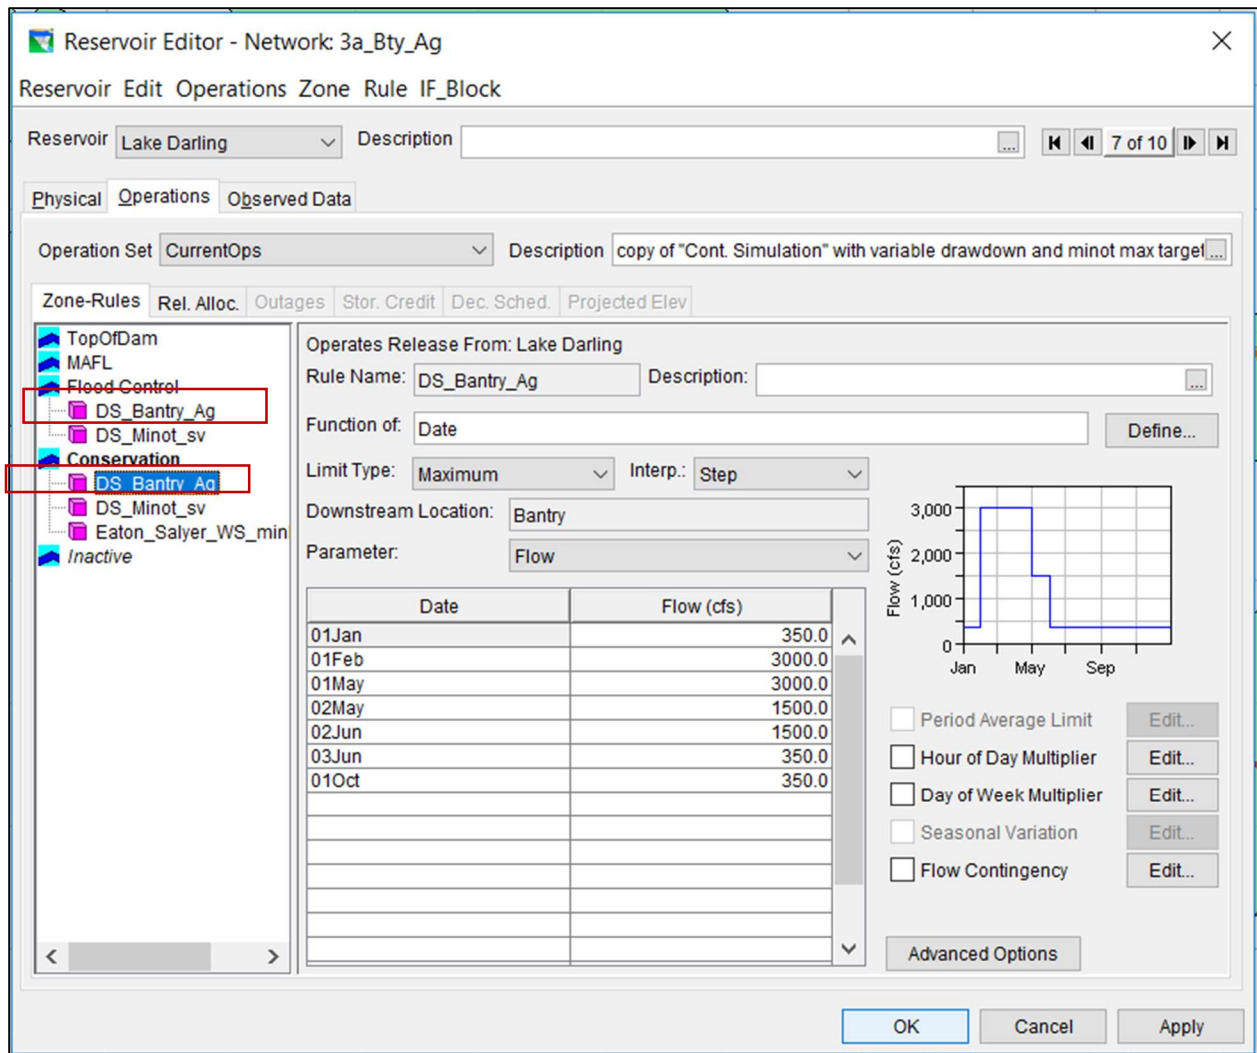 Reservoir Editor - Network: 3a_Bty_Ag
Reservoir Edit Operations Zone Rule IF_Block
Reservoir Lake Darling Description ... 7 of 10
Physical Operations Observed Data
Operation Set CurrentOps Description copy of "Cont. Simulation" with variable drawdown and minot max target ...
Zone-Rules Rel. Alloc. Outages Stor. Credit Dec. Sched. Projected Elev
TopOfDam
MAFL
Flood Control
DS_Bantry_Ag
DS_Minot_sv
Conservation
DS_Bantry_Ag
DS_Minot_sv
Eaton_Salyer_WS_min
Inactive
Operates Release From: Lake Darling
Rule Name: DS_Bantry_Ag Description: ...
Function of: Date Define...
Limit Type: Maximum Interp.: Step
Downstream Location: Bantry
Parameter: Flow
Date Flow (cfs)
01Jan 350.0
01Feb 3000.0
01May 3000.0
02May 1500.0
02Jun 1500.0
03Jun 350.0
01Oct 350.0
Flow (cfs)
3,000
2,000
1,000
0
Jan May Sep
Period Average Limit Edit...
Hour of Day Multiplier Edit...
Day of Week Multiplier Edit...
Seasonal Variation Edit...
Flow Contingency Edit...
Advanced Options
OK Cancel Apply